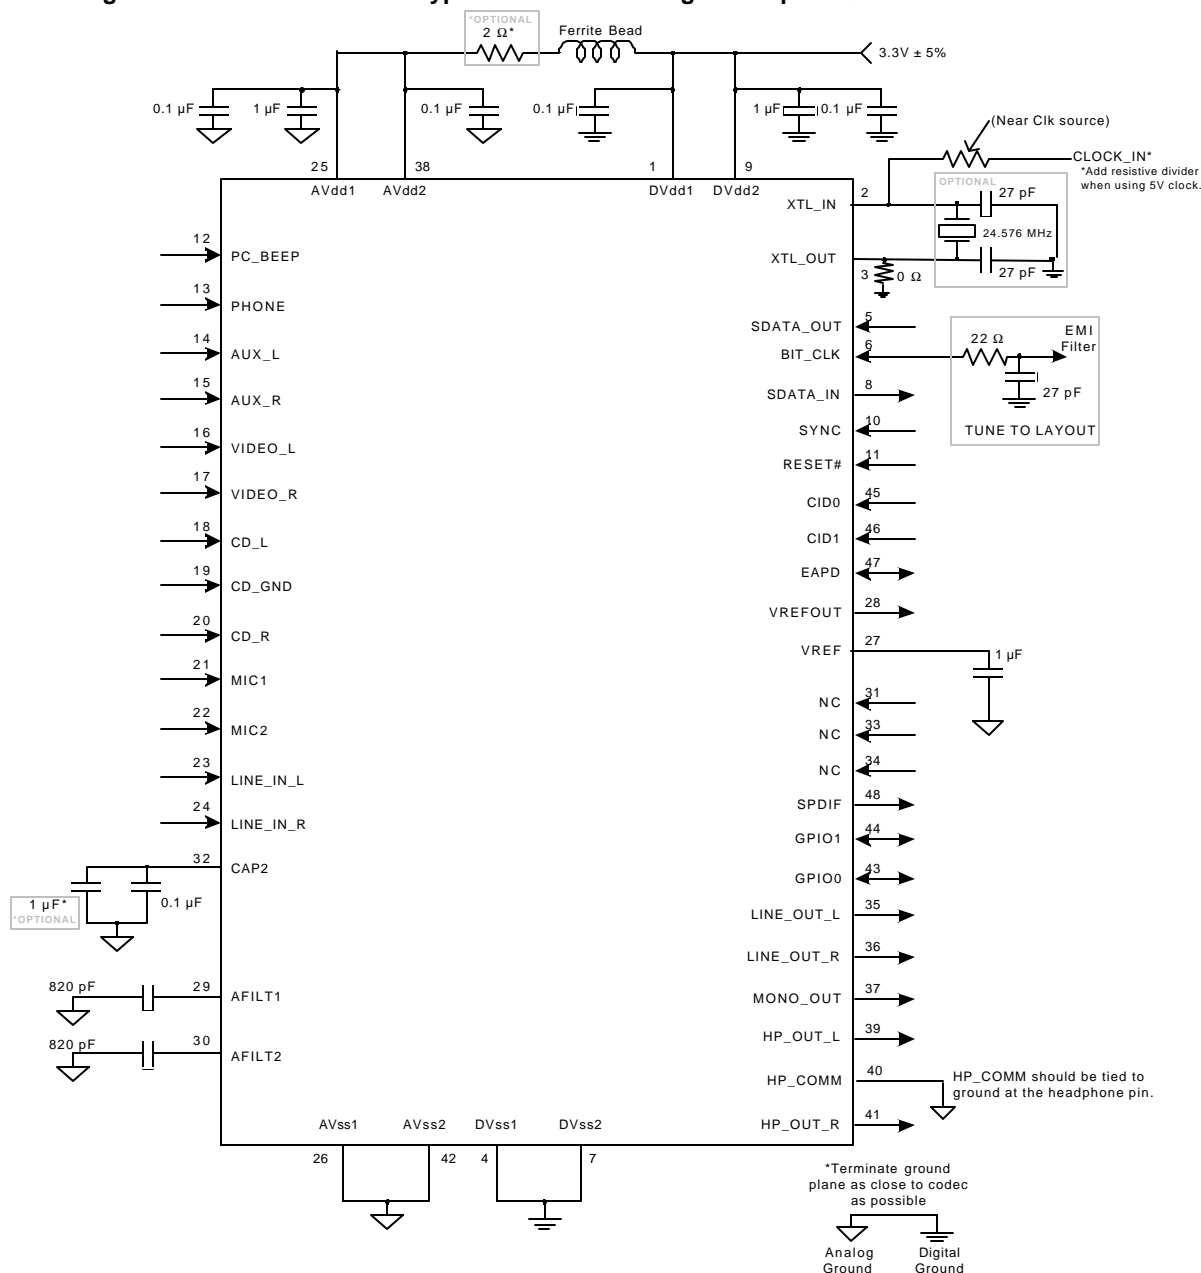 *OPTIONAL
2 Ω*
Ferrite Bead
3.3V ± 5%
0.1 µF
1 µF
0.1 µF
0.1 µF
1 µF
0.1 µF
(Near Clk source)
CLOCK_IN*
*Add resistive divider
when using 5V clock.
25
38
1
9
AVdd1
AVdd2
DVdd1
DVdd2
2
XTL_IN
OPTIONAL
27 pF
24.576 MHz
27 pF
XTL_OUT
3
0 Ω
12
PC_BEEP
13
PHONE
14
AUX_L
15
AUX_R
16
VIDEO_L
17
VIDEO_R
18
CD_L
19
CD_GND
20
CD_R
21
MIC1
22
MIC2
23
LINE_IN_L
24
LINE_IN_R
32
CAP2
1 µF*
*OPTIONAL
0.1 µF
820 pF
29
AFILT1
820 pF
30
AFILT2
SDATA_OUT
5
BIT_CLK
6
22 Ω
EMI
Filter
27 pF
TUNE TO LAYOUT
SDATA_IN
8
SYNC
10
RESET#
11
CID0
45
CID1
46
EAPD
47
VREFOUT
28
VREF
27
1 µF
NC
31
NC
33
NC
34
SPDIF
48
GPIO1
44
GPIO0
43
LINE_OUT_L
35
LINE_OUT_R
36
MONO_OUT
37
HP_OUT_L
39
HP_COMM
40
HP_COMM should be tied to
ground at the headphone pin.
HP_OUT_R
41
AVss1
AVss2
DVss1
DVss2
26
42
4
7
*Terminate ground
plane as close to codec
as possible
Analog
Ground
Digital
Ground